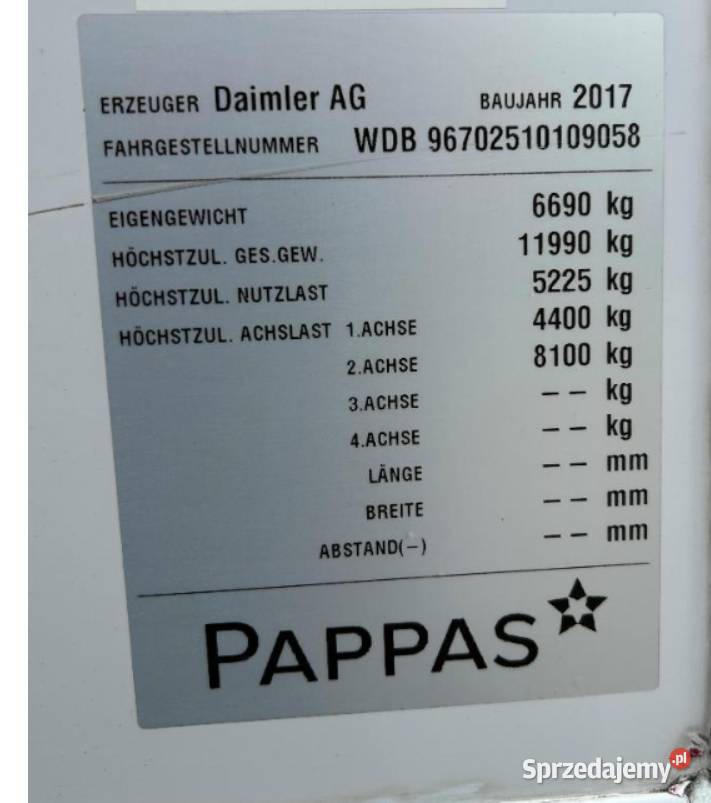 ERZEUGER Daimler AG BAUJAHR 2017
FAHRGESTELLNUMMER WDB 96702510109058
EIGENGEWICHT 6690 kg
HÖCHSTZUL. GES.GEW. 11990 kg
HÖCHSTZUL. NUTZLAST 5225 kg
HÖCHSTZUL. ACHSLAST 1.ACHSE 4400 kg
2.ACHSE 8100 kg
3.ACHSE -- kg
4.ACHSE -- kg
LÄNGE -- mm
BREITE -- mm
ABSTAND(-) -- mm
PAPPAS
Sprzedajemy.pl